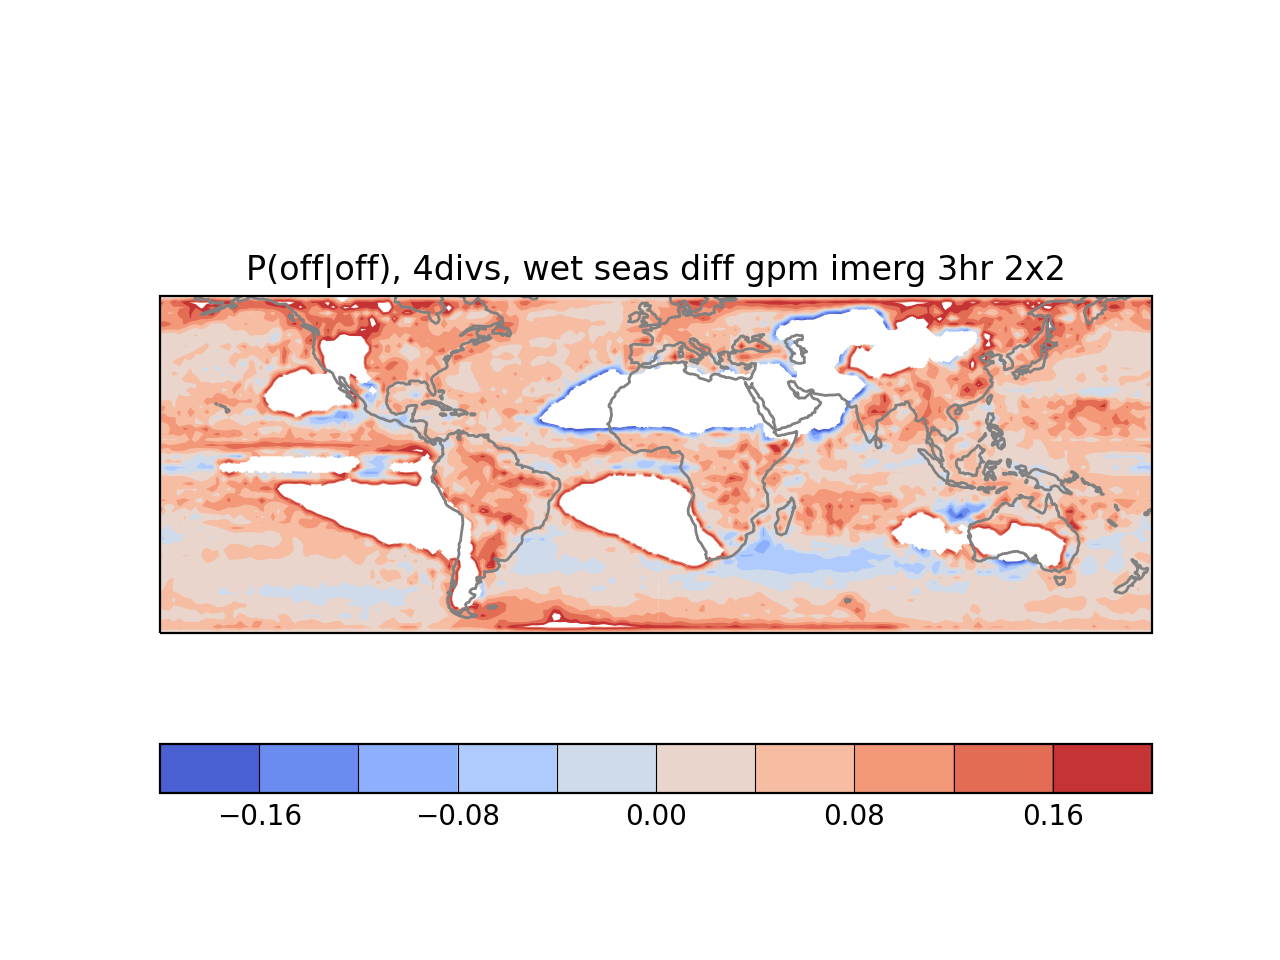 P(off|off), 4divs, wet seas diff gpm imerg 3hr 2x2
−0.16 −0.08 0.00 0.08 0.16